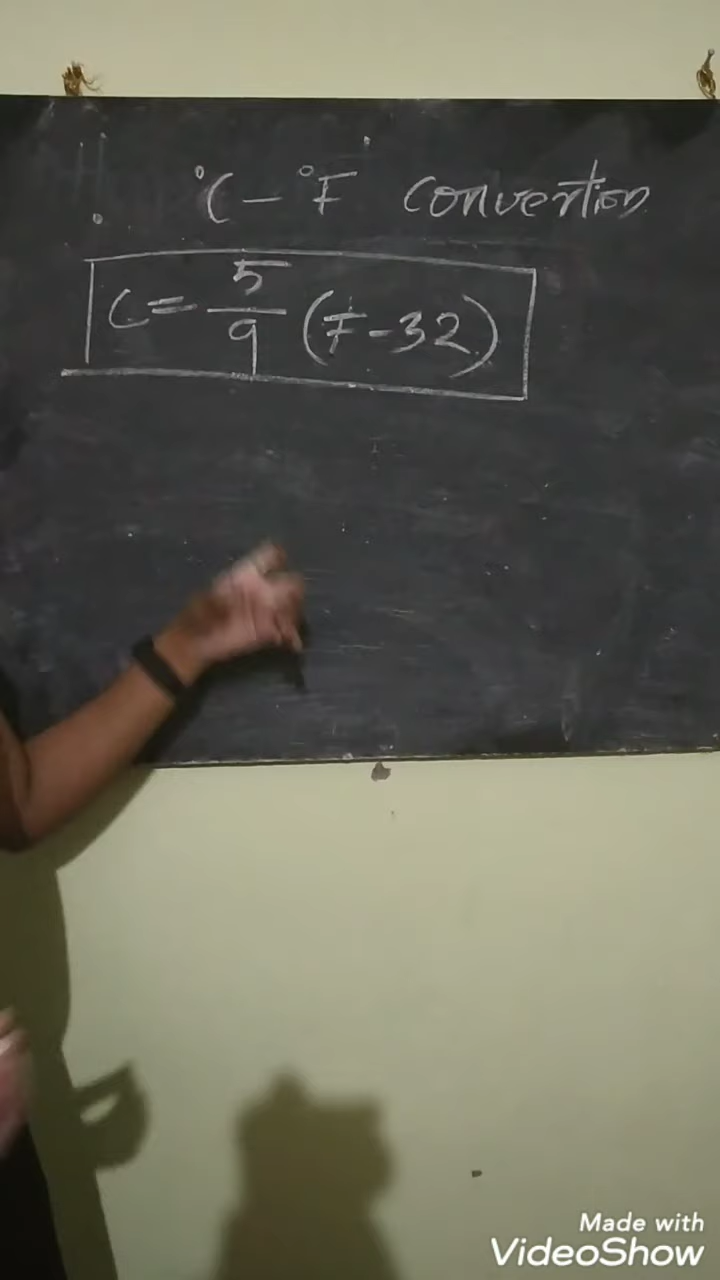 °C - °F Convertion
C = 5/9 (F - 32)
Made with
VideoShow